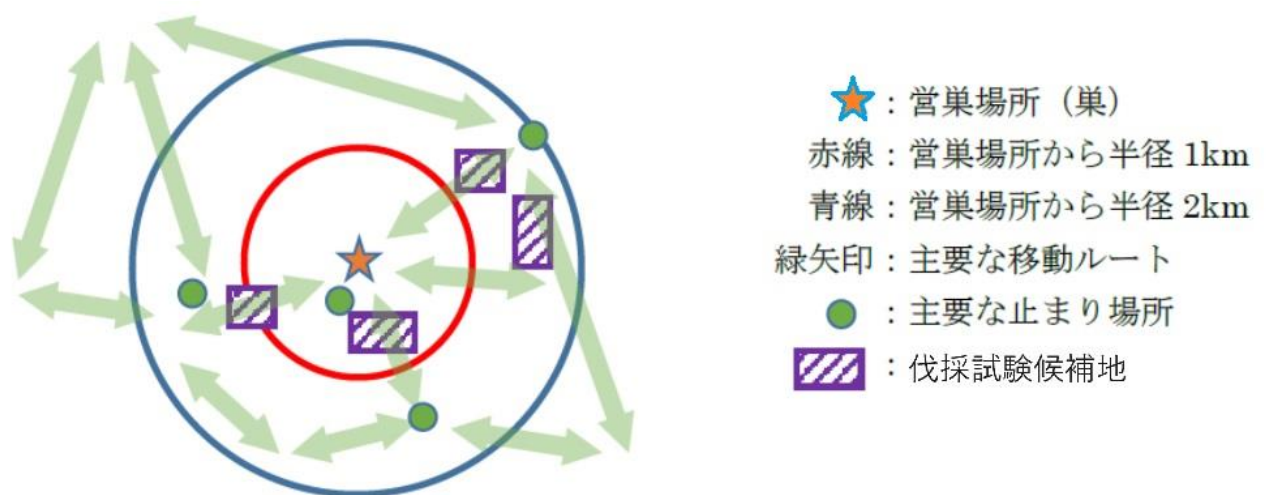 ：営巣場所（巣）
赤線：営巣場所から半径 1km
青線：営巣場所から半径 2km
緑矢印：主要な移動ルート
：主要な止まり場所
：伐採試験候補地